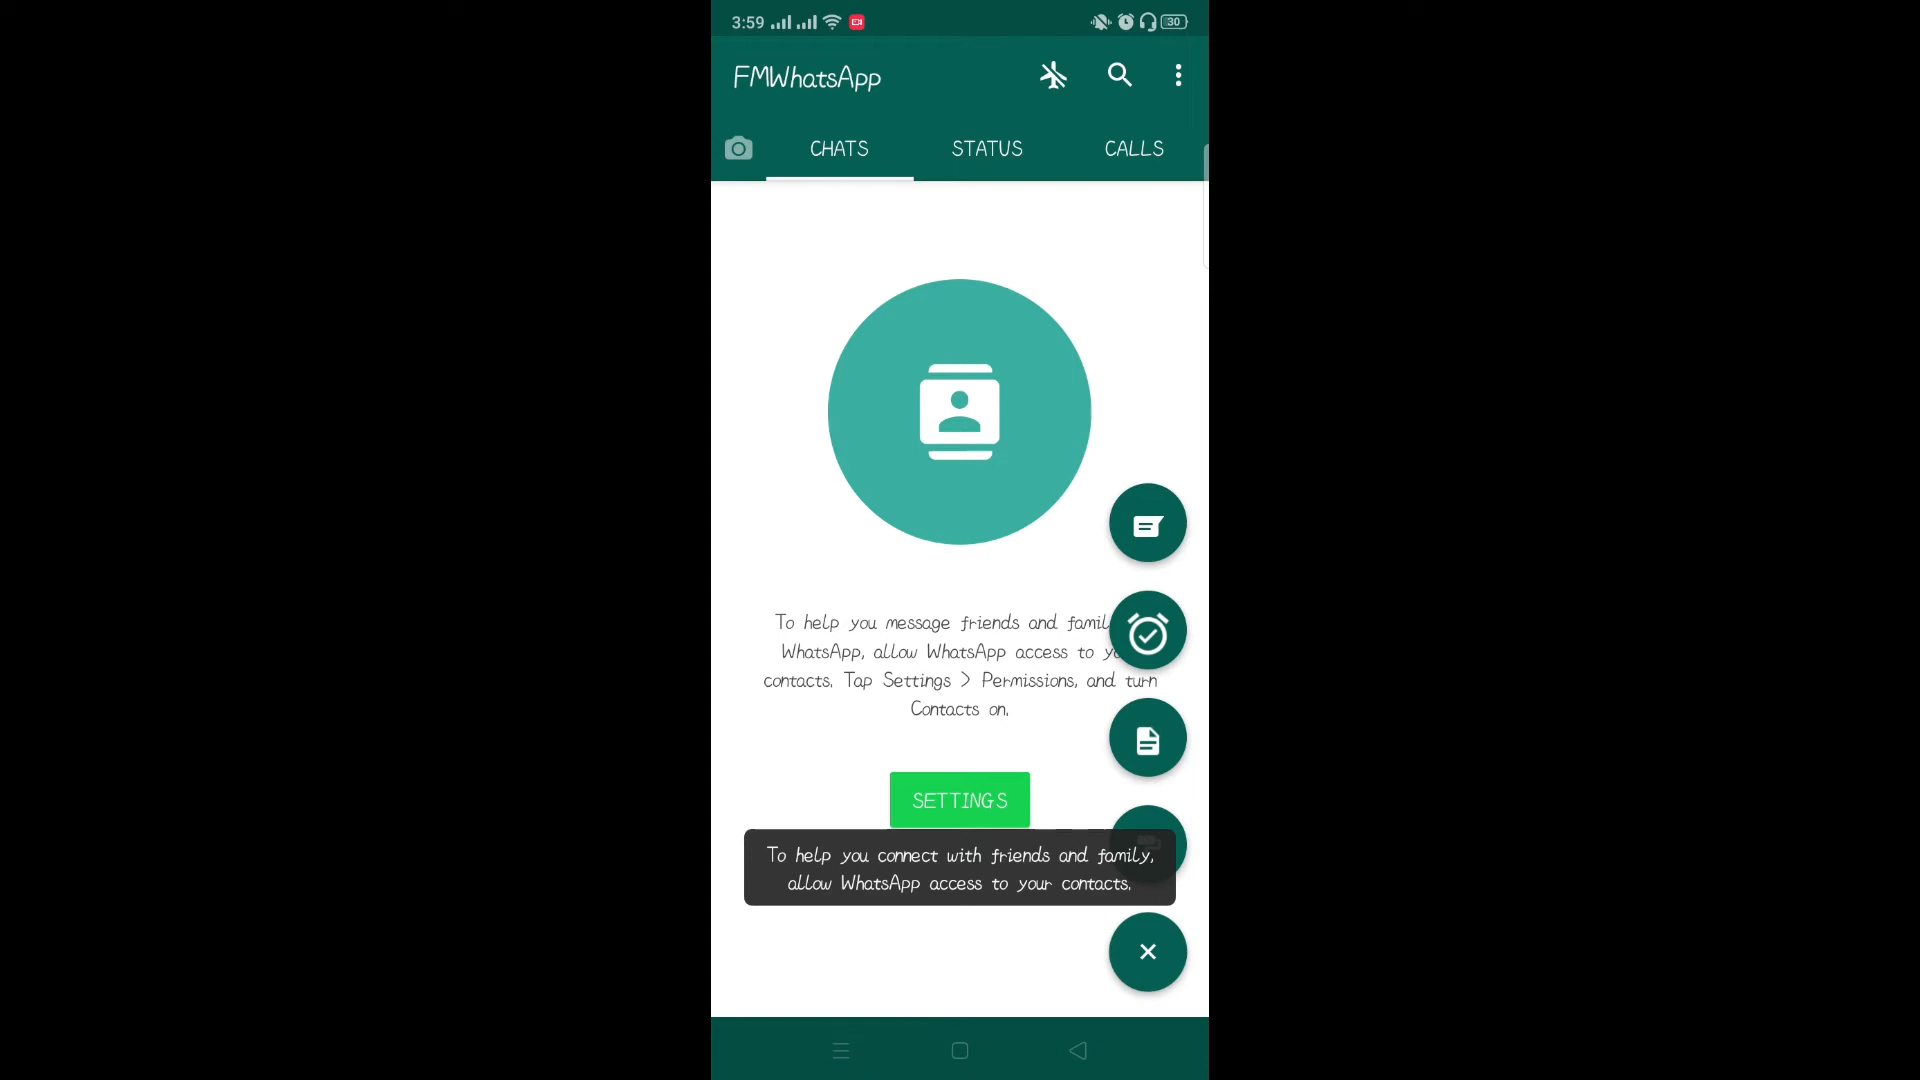 3:59
30
FMWhatsApp
CHATS STATUS CALLS
To help you message friends and famil
WhatsApp, allow WhatsApp access to yo
contacts. Tap Settings > Permissions, and turn
Contacts on.
SETTINGS
To help you connect with friends and family,
allow WhatsApp access to your contacts.